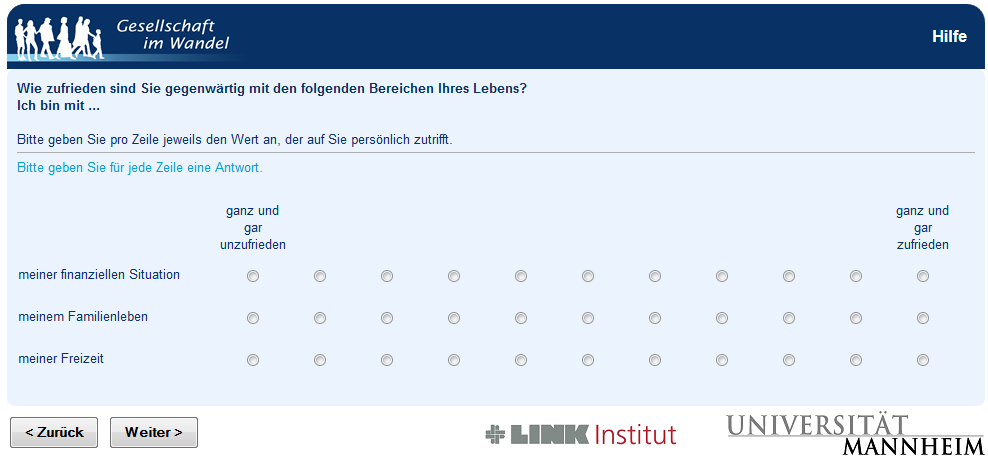 Gesellschaft
im Wandel
Hilfe
Wie zufrieden sind Sie gegenwärtig mit den folgenden Bereichen Ihres Lebens?
Ich bin mit ...
Bitte geben Sie pro Zeile jeweils den Wert an, der auf Sie persönlich zutrifft.
Bitte geben Sie für jede Zeile eine Antwort.
ganz und
gar
unzufrieden
ganz und
gar
zufrieden
meiner finanziellen Situation
meinem Familienleben
meiner Freizeit
< Zurück
Weiter >
LINK Institut
UNIVERSITÄT
MANNHEIM